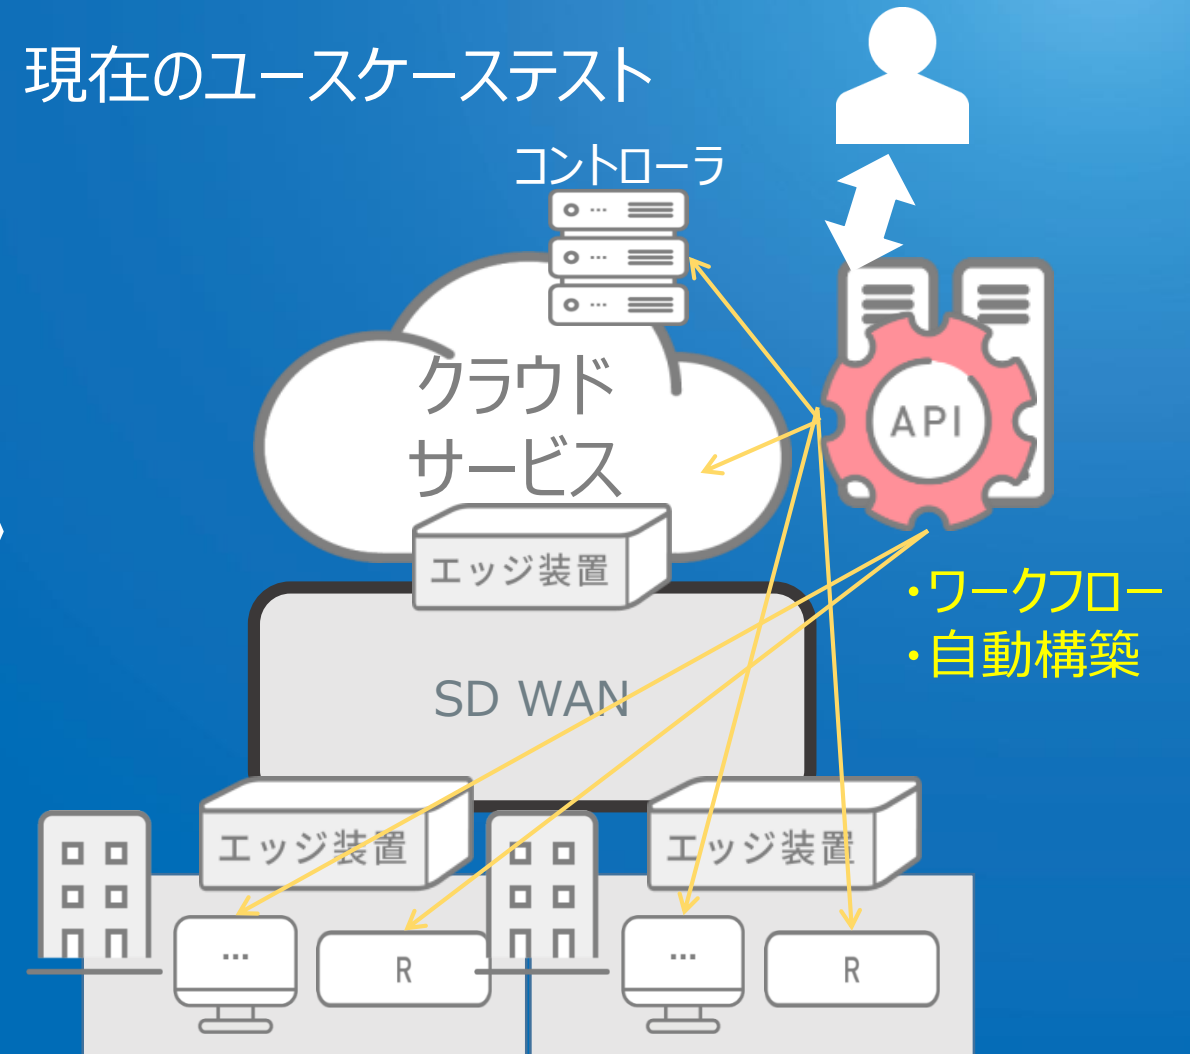 現在のユースケーステスト
コントローラ
クラウド
サービス
API
エッジ装置
・ワークフロー
・自動構築
SD WAN
エッジ装置
エッジ装置
...
R
...
R